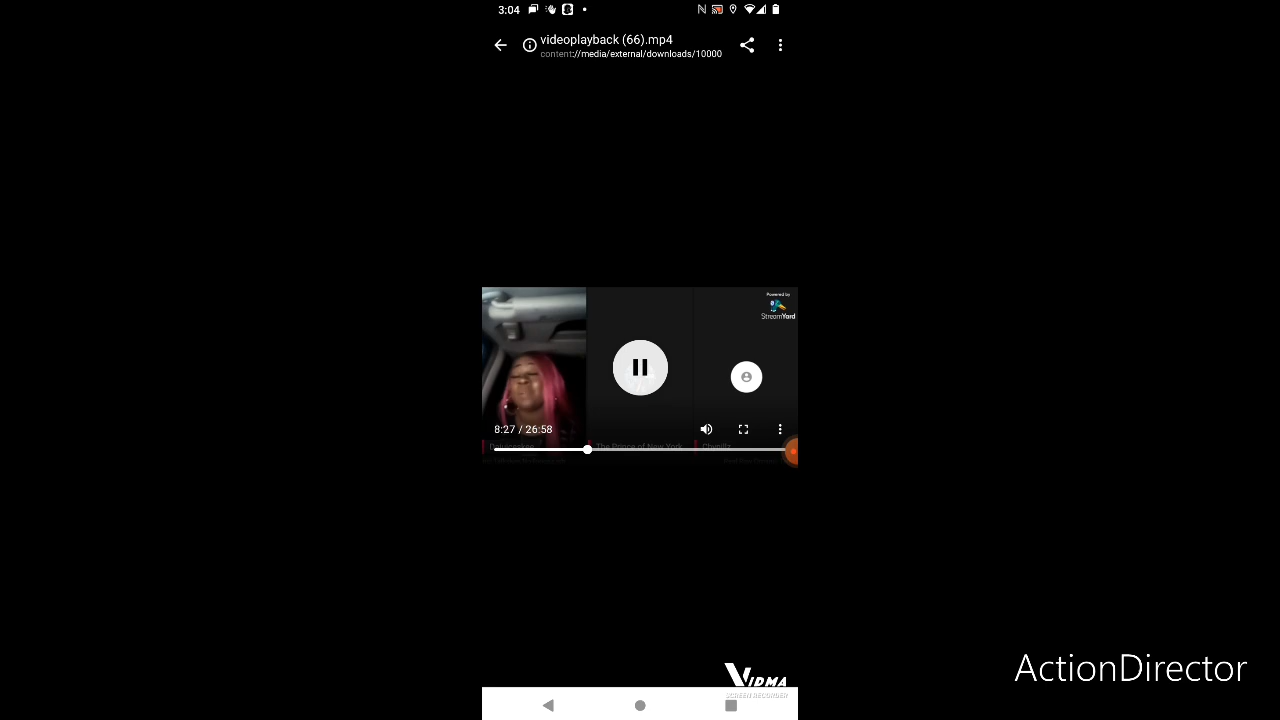 3:04
videoplayback (66).mp4
content://media/external/downloads/10000
Powered by
StreamYard
8:27 / 26:58
The Prince of New York
ActionDirector
VIDMA
SCREEN RECORDER